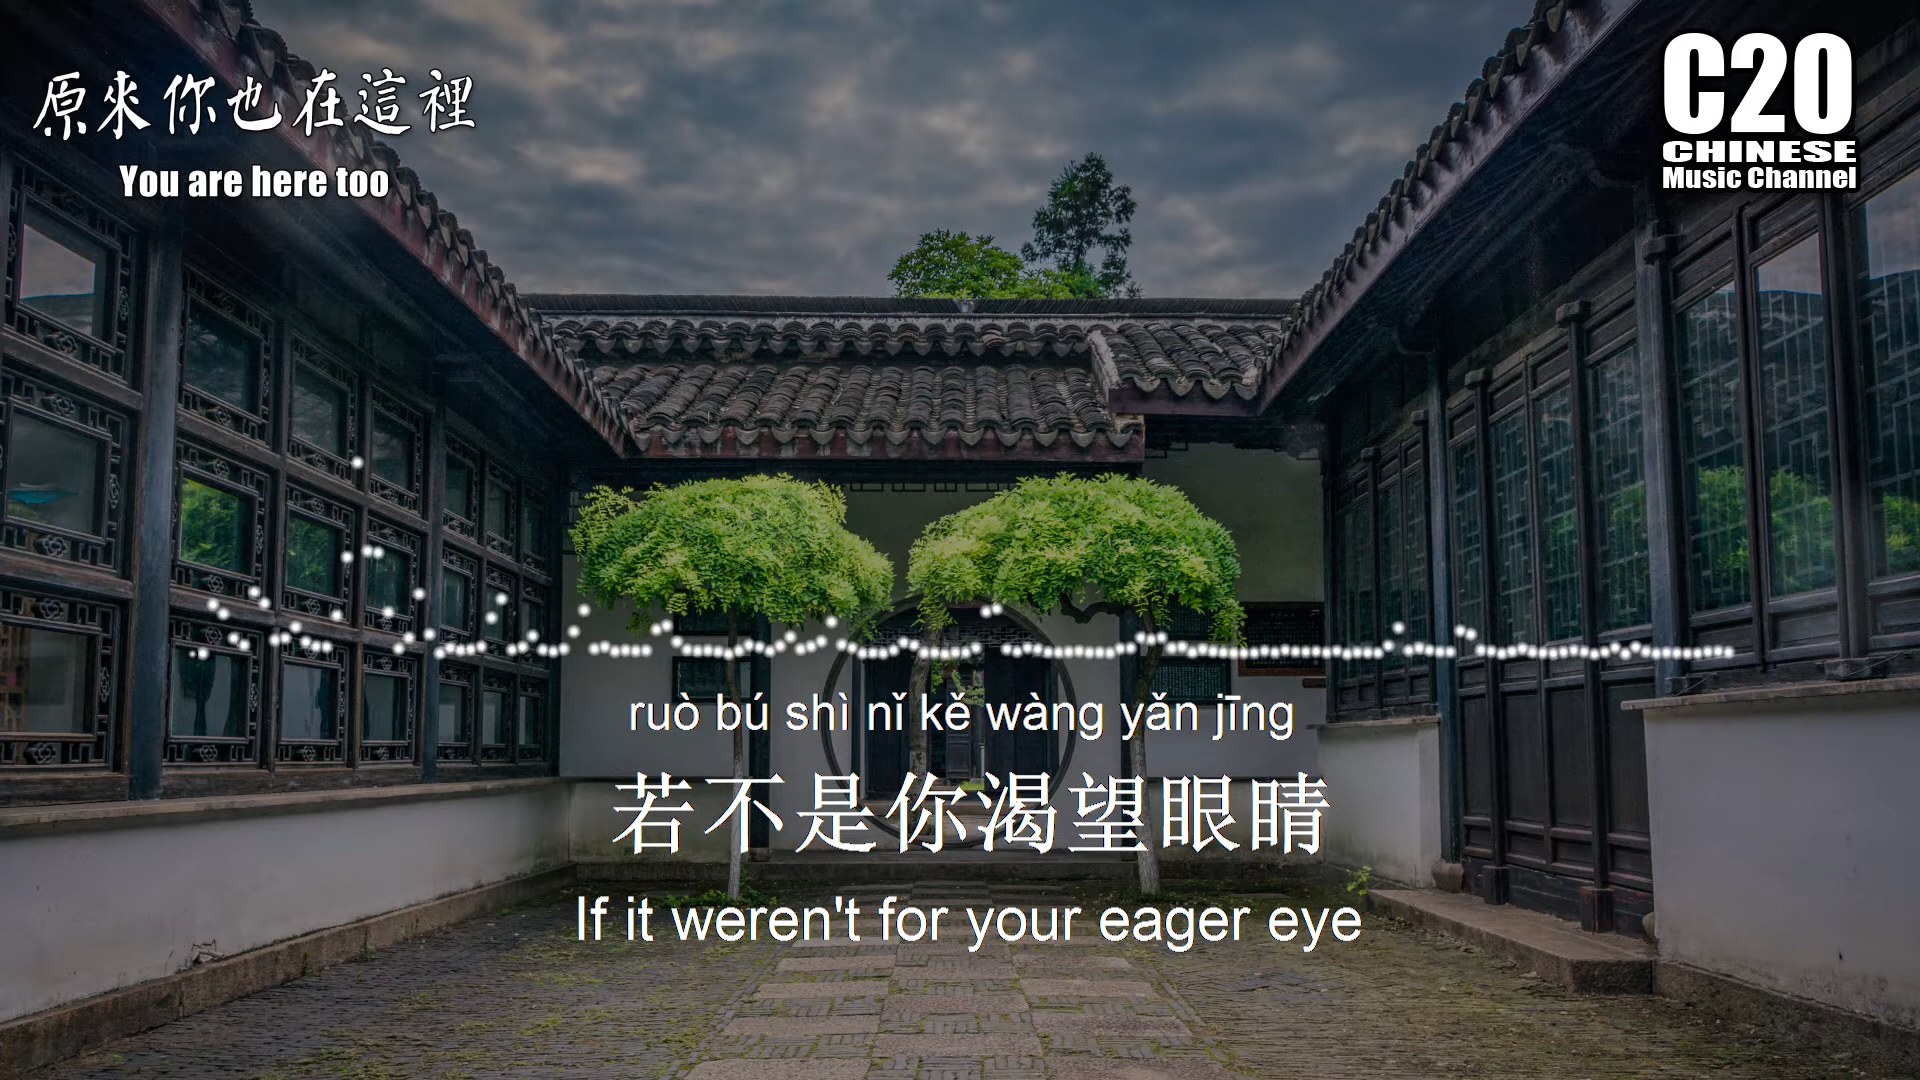 原來你也在這裡
You are here too
C20
CHINESE
Music Channel
ruò bú shì nǐ kě wàng yǎn jīng
若不是你渴望眼睛
If it weren't for your eager eye